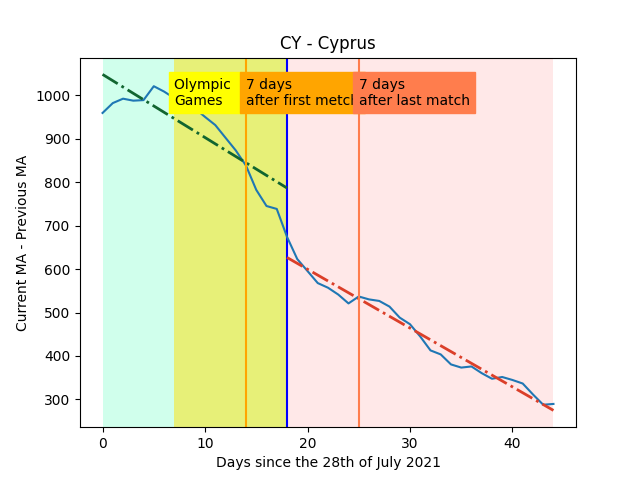 CY - Cyprus
Olympic
Games
7 days
after first metch
7 days
after last match
Current MA - Previous MA
1000
900
800
700
600
500
400
300
0
10
20
30
40
Days since the 28th of July 2021